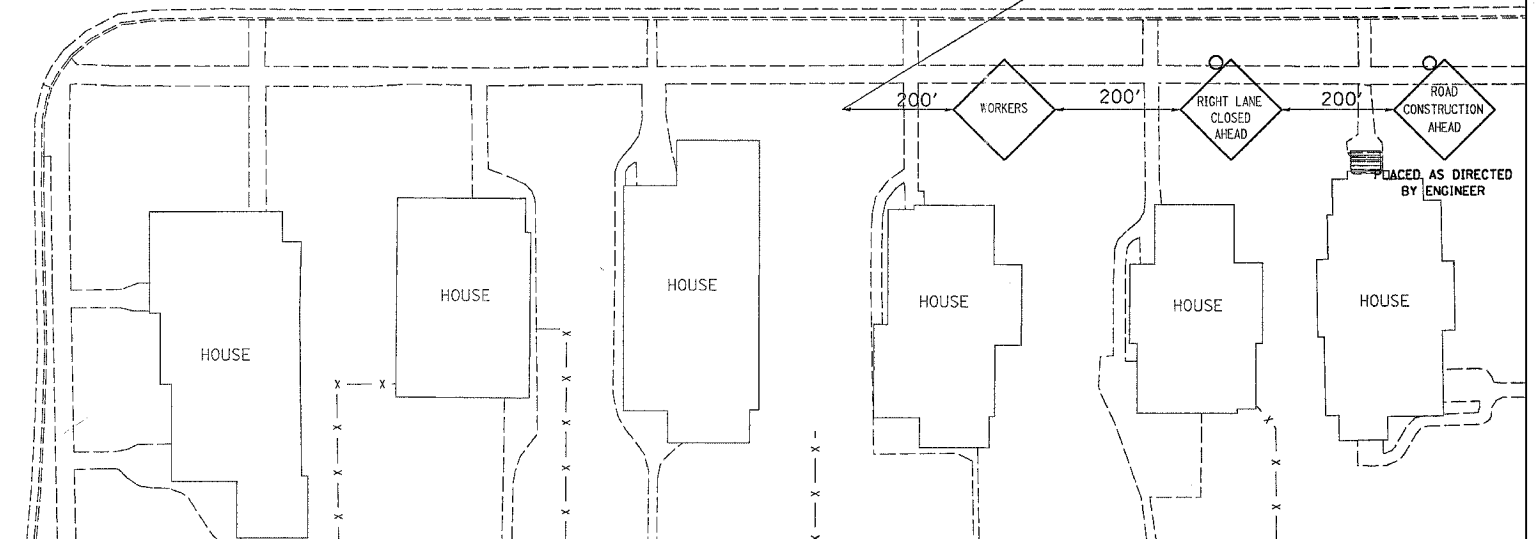 200'
WORKERS
200'
RIGHT LANE
CLOSED
AHEAD
200'
ROAD
CONSTRUCTION
AHEAD
PLACED AS DIRECTED
BY ENGINEER
HOUSE
HOUSE
HOUSE
HOUSE
HOUSE
HOUSE